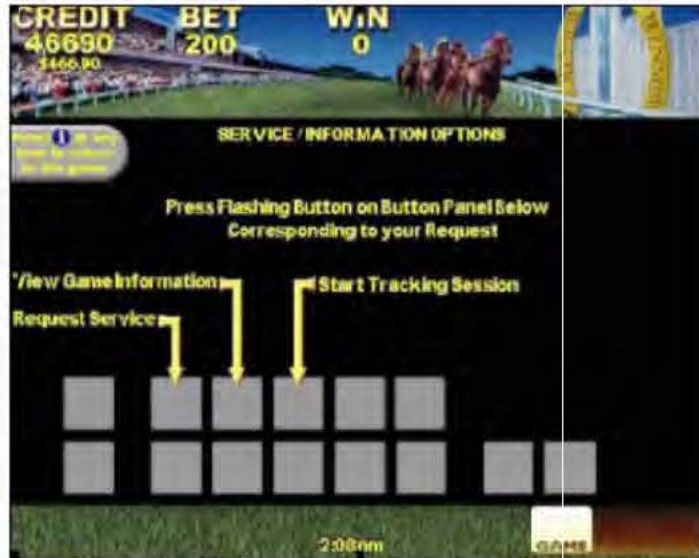 CREDIT BET WIN
46690 200 0
$466.90
SERVICE / INFORMATION OPTIONS
Press Flashing Button on Button Panel Below
Corresponding to your Request
View Game Information
Start Tracking Session
Request Service
GAME